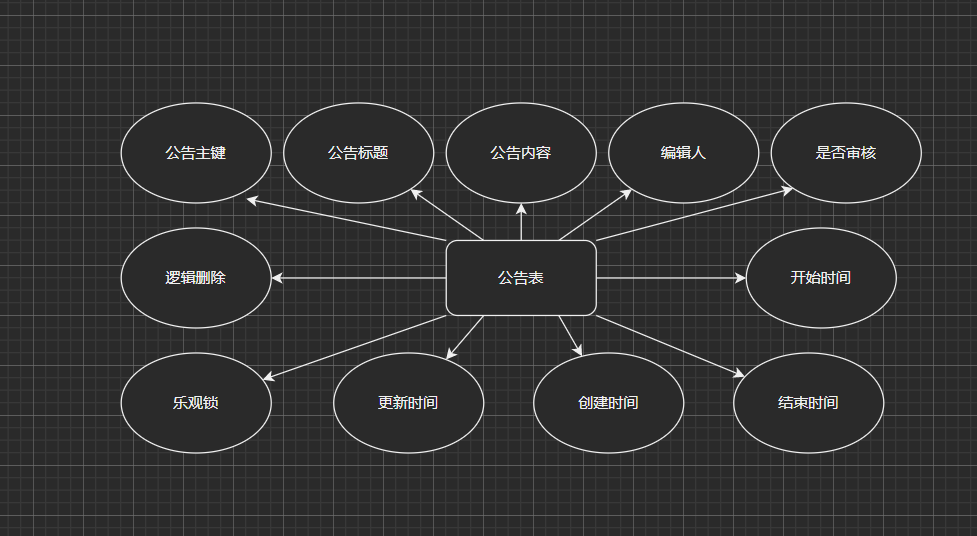 公告主键
公告标题
公告内容
编辑人
是否审核
逻辑删除
公告表
开始时间
乐观锁
更新时间
创建时间
结束时间